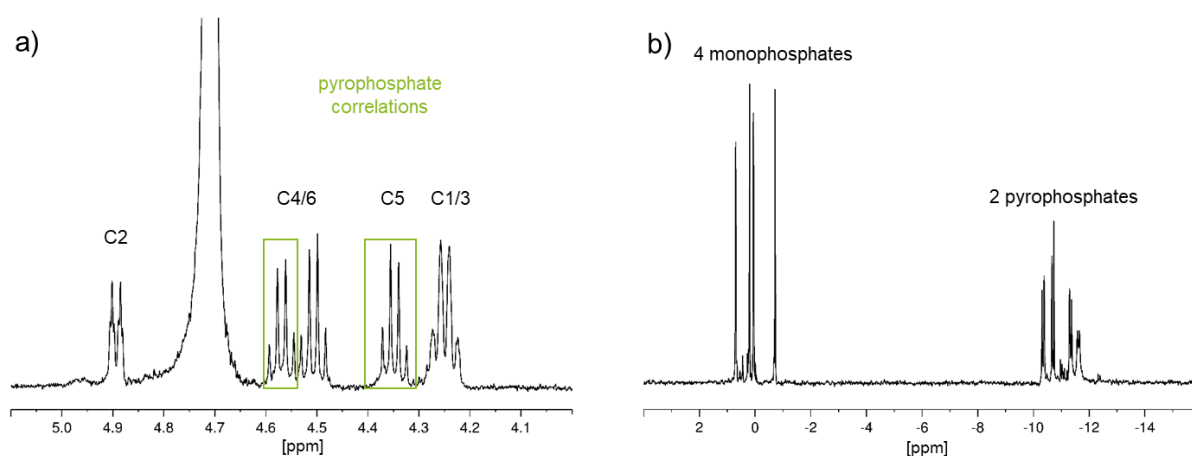 a)
pyrophosphate
correlations
C2
C4/6
C5
C1/3
5.0 4.9 4.8 4.7 4.6 4.5 4.4 4.3 4.2 4.1
[ppm]
b)
4 monophosphates
2 pyrophosphates
2 0 -2 -4 -6 -8 -10 -12 -14
[ppm]